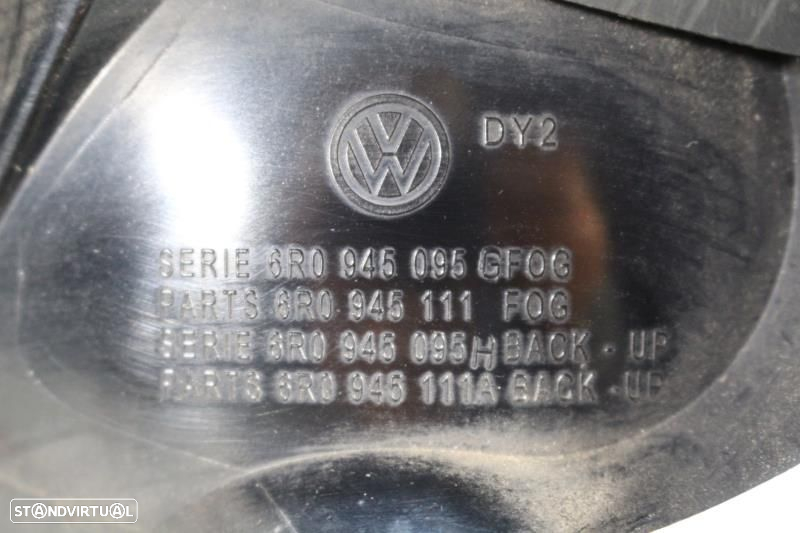 DY2
SERIE 6R0 945 095 GFOG
PARTS 6R0 945 111 FOG
SERIE 6R0 945 095 H BACK - UP
PARTS 6R0 945 111A BACK - UP
STANDVIRTUAL